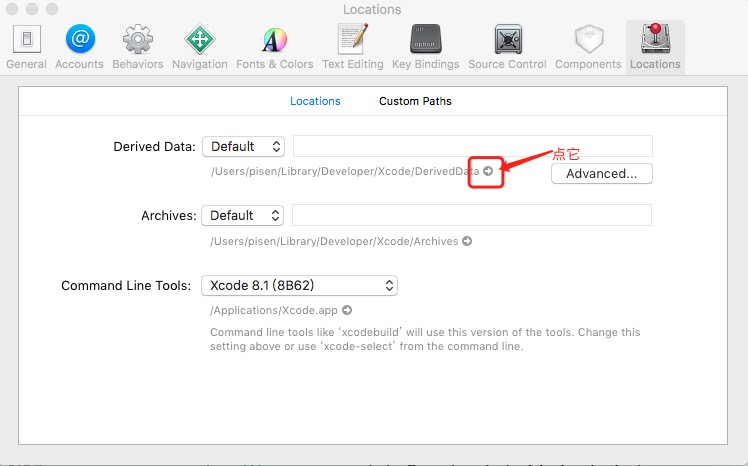 Locations
General Accounts Behaviors Navigation Fonts & Colors Text Editing Key Bindings Source Control Components Locations
Locations Custom Paths
Derived Data: Default
点它
/Users/pisen/Library/Developer/Xcode/DerivedData
Advanced...
Archives: Default
/Users/pisen/Library/Developer/Xcode/Archives
Command Line Tools: Xcode 8.1 (8B62)
/Applications/Xcode.app
Command line tools like ‘xcodebuild’ will use this version of the tools. Change this
setting above or use ‘xcode-select’ from the command line.